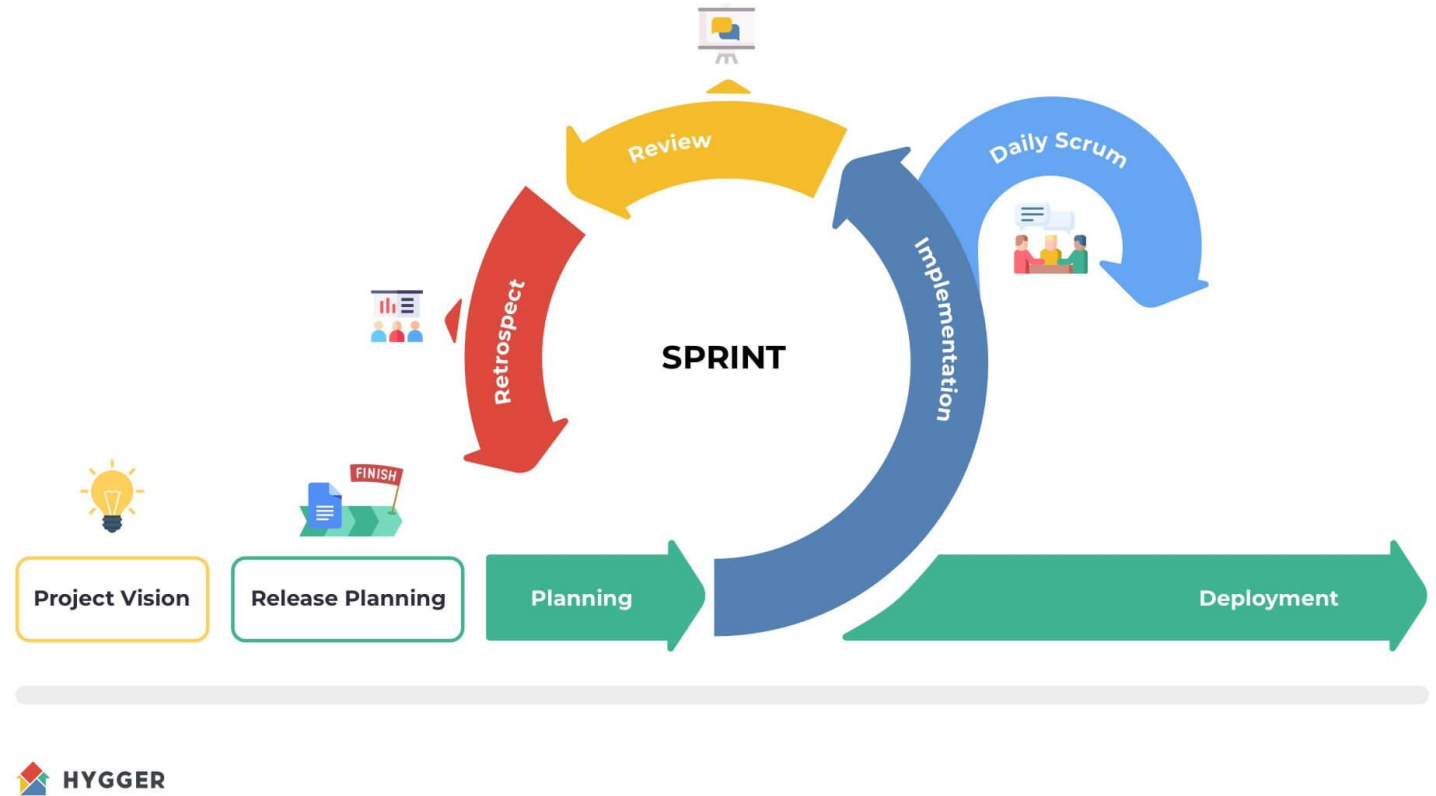 Review
Daily Scrum
Implementation
Retrospect
SPRINT
FINISH
Project Vision
Release Planning
Planning
Deployment
HYGGER